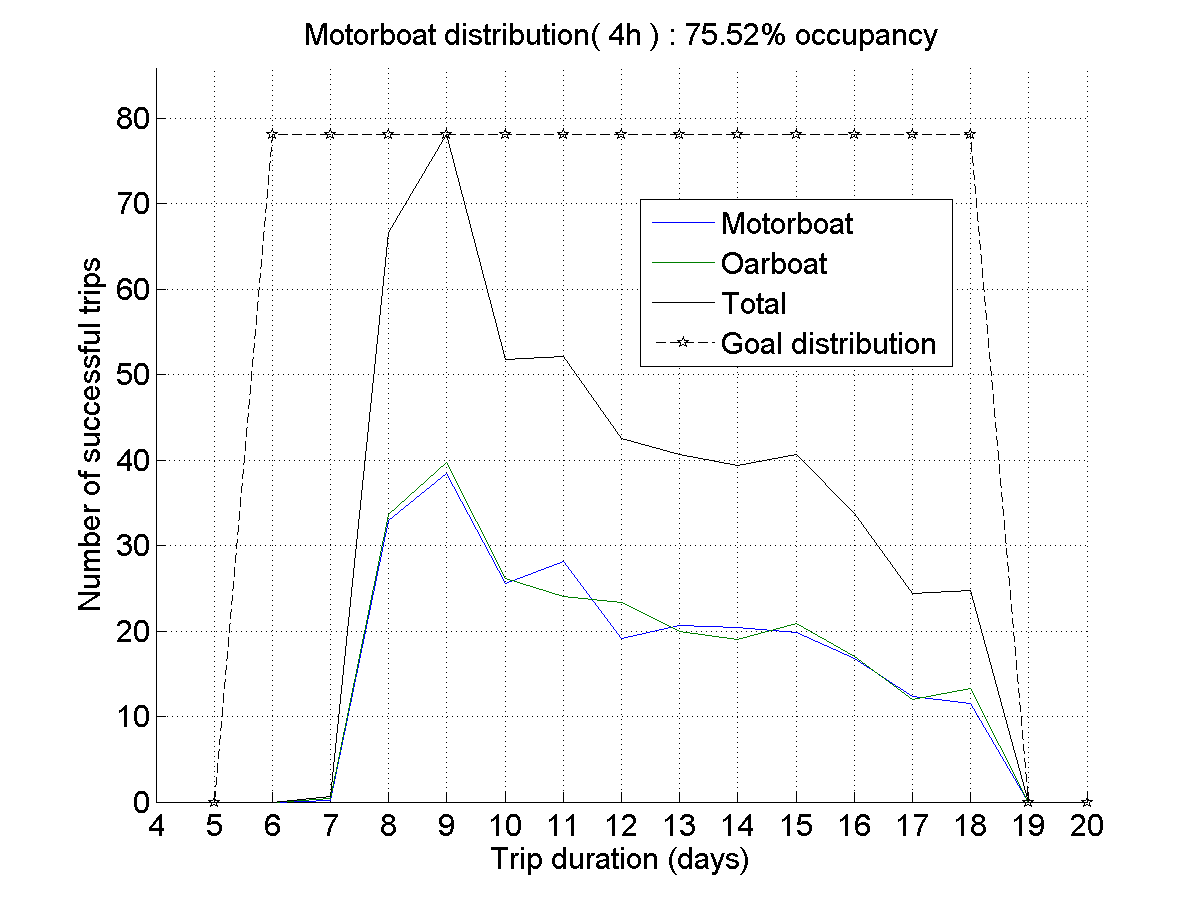 Motorboat distribution( 4h ) : 75.52% occupancy
80
70
60
50
40
30
20
10
0
Number of successful trips
Motorboat
Oarboat
Total
Goal distribution
4 5 6 7 8 9 10 11 12 13 14 15 16 17 18 19 20
Trip duration (days)